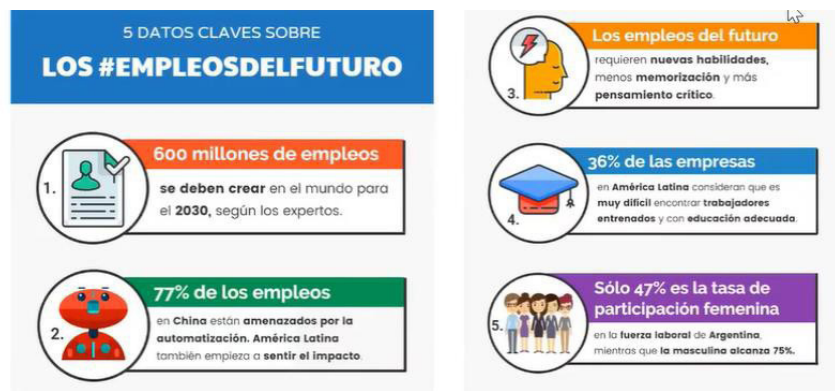 5 DATOS CLAVES SOBRE
LOS #EMPLEOSDELFUTURO
1.
600 millones de empleos
se deben crear en el mundo para
el 2030, según los expertos.
2.
77% de los empleos
en China están amenazados por la
automatización. América Latina
también empieza a sentir el impacto.
3.
Los empleos del futuro
requieren nuevas habilidades,
menos memorización y más
pensamiento crítico.
4.
36% de las empresas
en América Latina consideran que es
muy difícil encontrar trabajadores
entrenados y con educación adecuada.
5.
Sólo 47% es la tasa de
participación femenina
en la fuerza laboral de Argentina,
mientras que la masculina alcanza 75%.